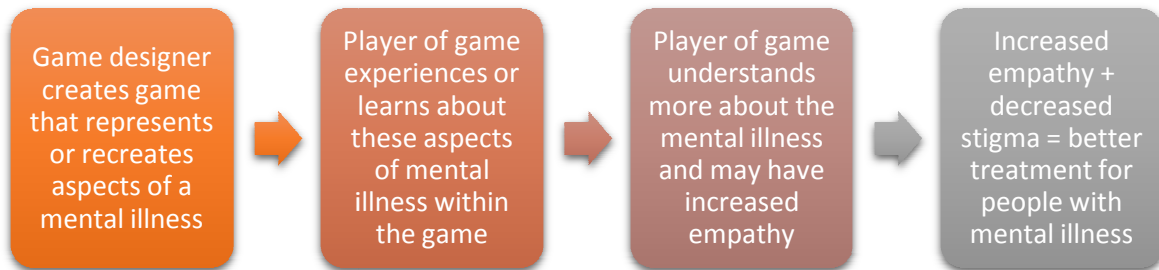 Game designer
creates game
that represents
or recreates
aspects of a
mental illness
Player of game
experiences or
learns about
these aspects
of mental
illness within
the game
Player of game
understands
more about the
mental illness
and may have
increased
empathy
Increased
empathy +
decreased
stigma = better
treatment for
people with
mental illness